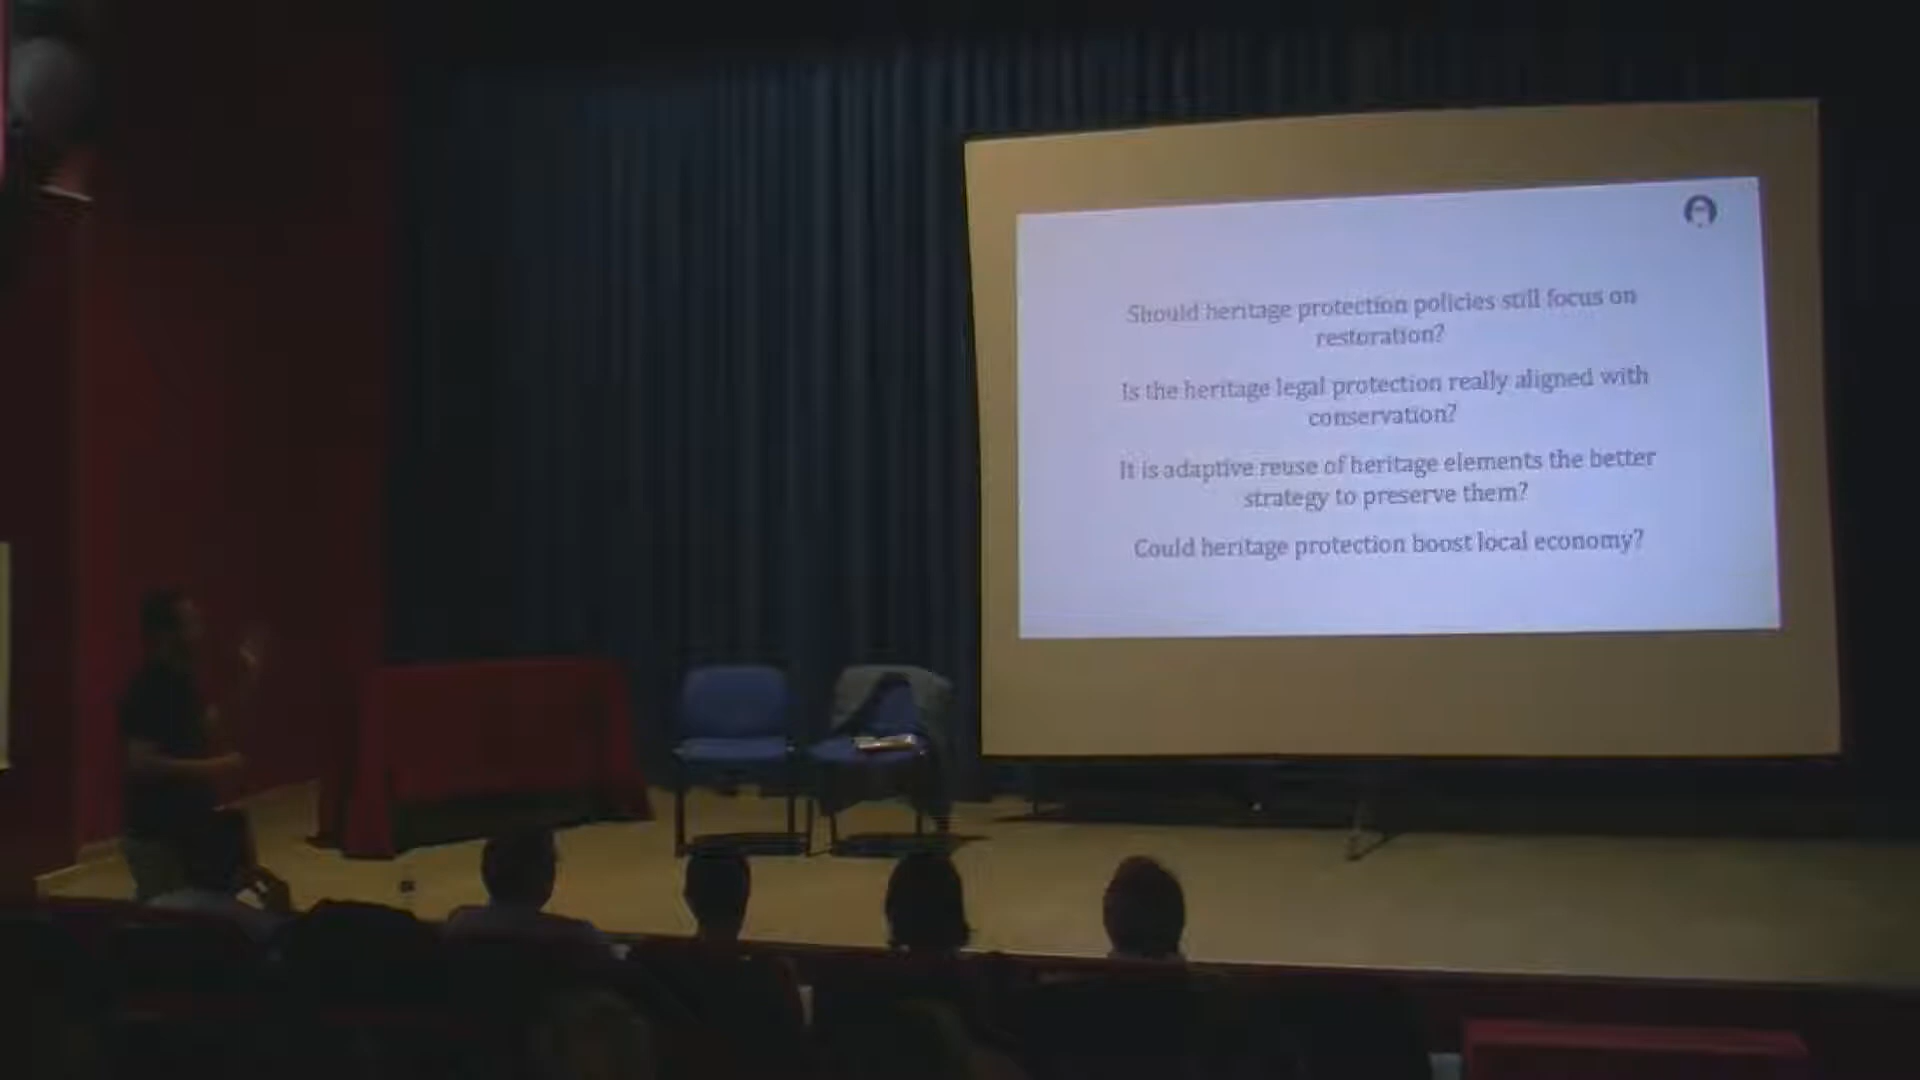 Should heritage protection policies still focus on
restoration?
Is the heritage legal protection really aligned with
conservation?
It is adaptive reuse of heritage elements the better
strategy to preserve them?
Could heritage protection boost local economy?